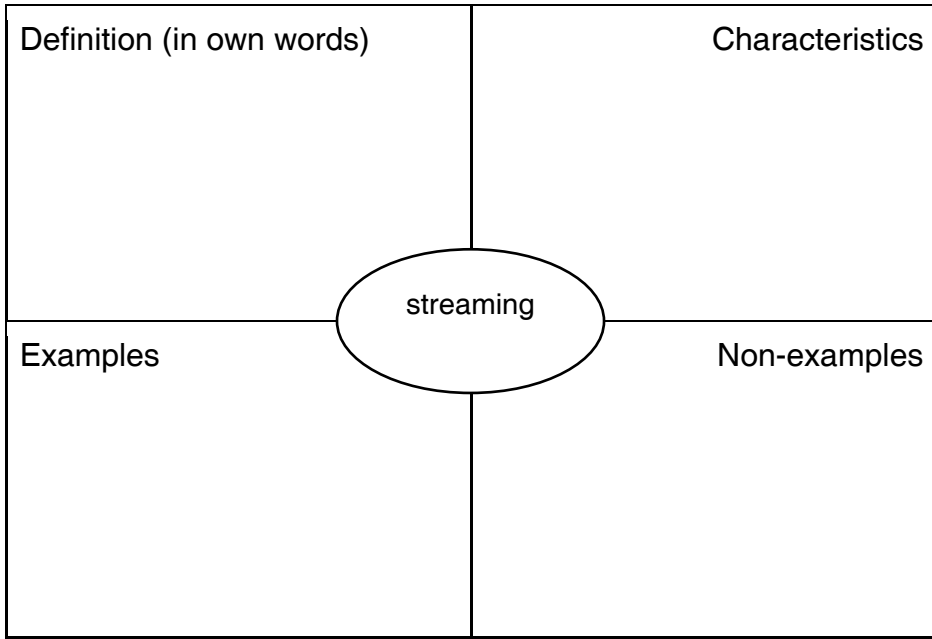 Definition (in own words)
Characteristics
streaming
Examples
Non-examples